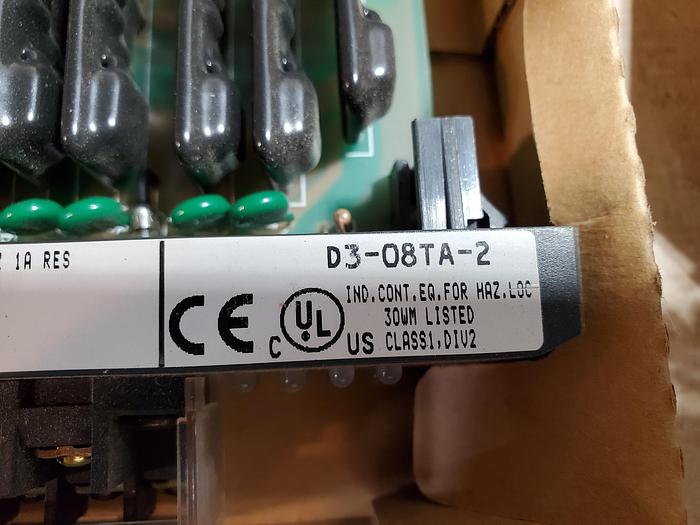 1A RES
D3-08TA-2
IND.CONT.EQ.FOR HAZ.LOC
30WM LISTED
CE C UL US CLASS1.DIV2